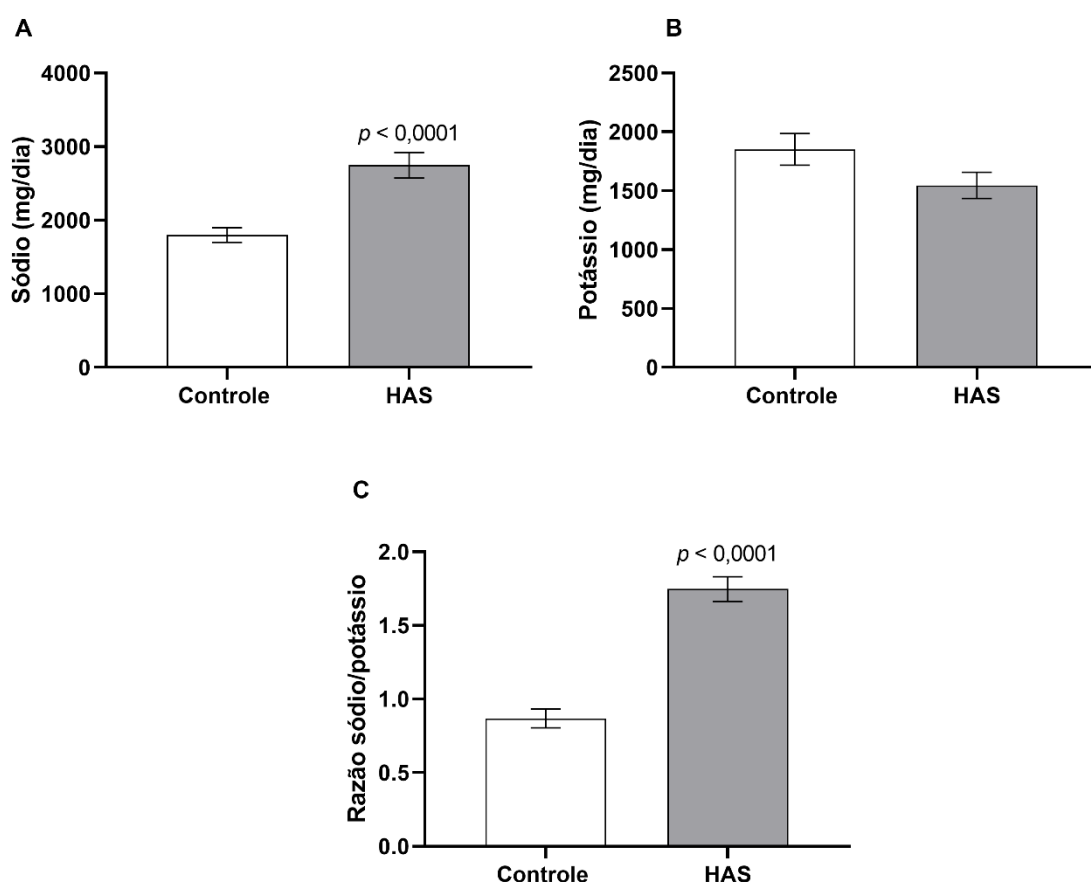 A
Sódio (mg/dia)
4000
3000
2000
1000
0
p < 0,0001
Controle HAS
B
Potássio (mg/dia)
2500
2000
1500
1000
500
0
Controle HAS
C
Razão sódio/potássio
2.0
1.5
1.0
0.5
0.0
p < 0,0001
Controle HAS